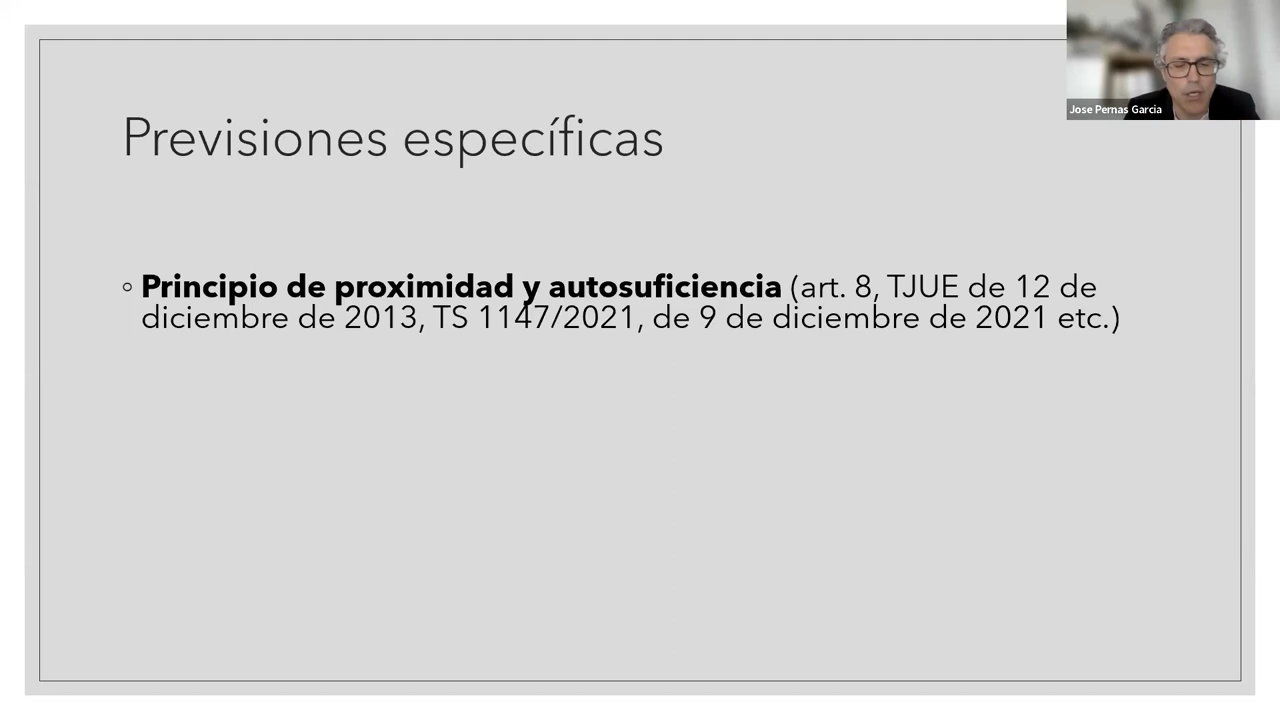 Previsiones específicas
Jose Pernas Garcia
◦ Principio de proximidad y autosuficiencia (art. 8, TJUE de 12 de
diciembre de 2013, TS 1147/2021, de 9 de diciembre de 2021 etc.)